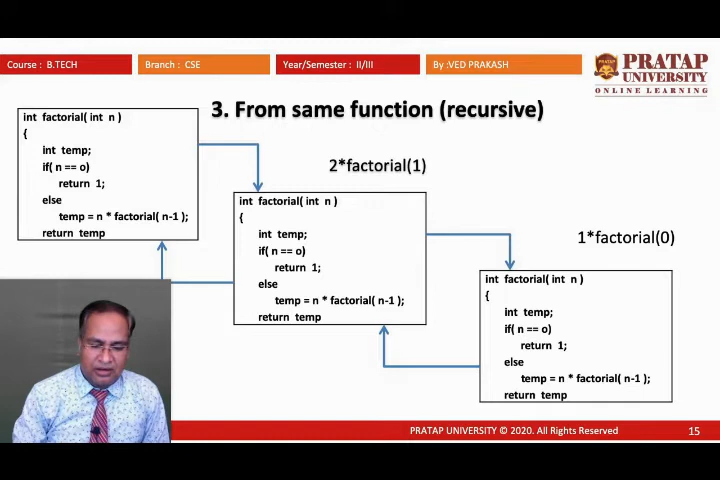 Course : B.TECH
Branch : CSE
Year/Semester : II/III
By :VED PRAKASH
PRATAP
PRATAP
UNIVERSITY
ONLINE LEARNING
3. From same function (recursive)
int factorial( int n )
{
int temp;
if( n == o)
return 1;
else
temp = n * factorial( n-1 );
return temp
2*factorial(1)
int factorial( int n )
{
int temp;
if( n == o)
return 1;
else
temp = n * factorial( n-1 );
return temp
1*factorial(0)
int factorial( int n )
{
int temp;
if( n == o)
return 1;
else
temp = n * factorial( n-1 );
return temp
PRATAP UNIVERSITY © 2020. All Rights Reserved
15